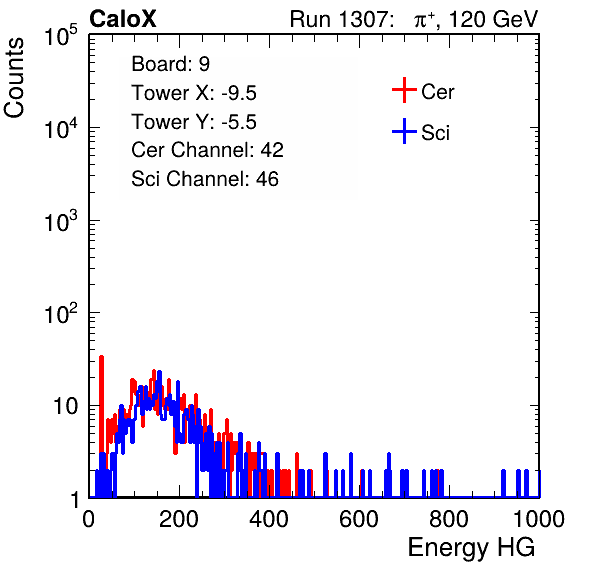 CaloX Run 1307: π⁺, 120 GeV
Counts
Board: 9
Tower X: -9.5
Tower Y: -5.5
Cer Channel: 42
Sci Channel: 46
Cer
Sci
10⁵
10⁴
10³
10²
10
1
0 200 400 600 800 1000
Energy HG